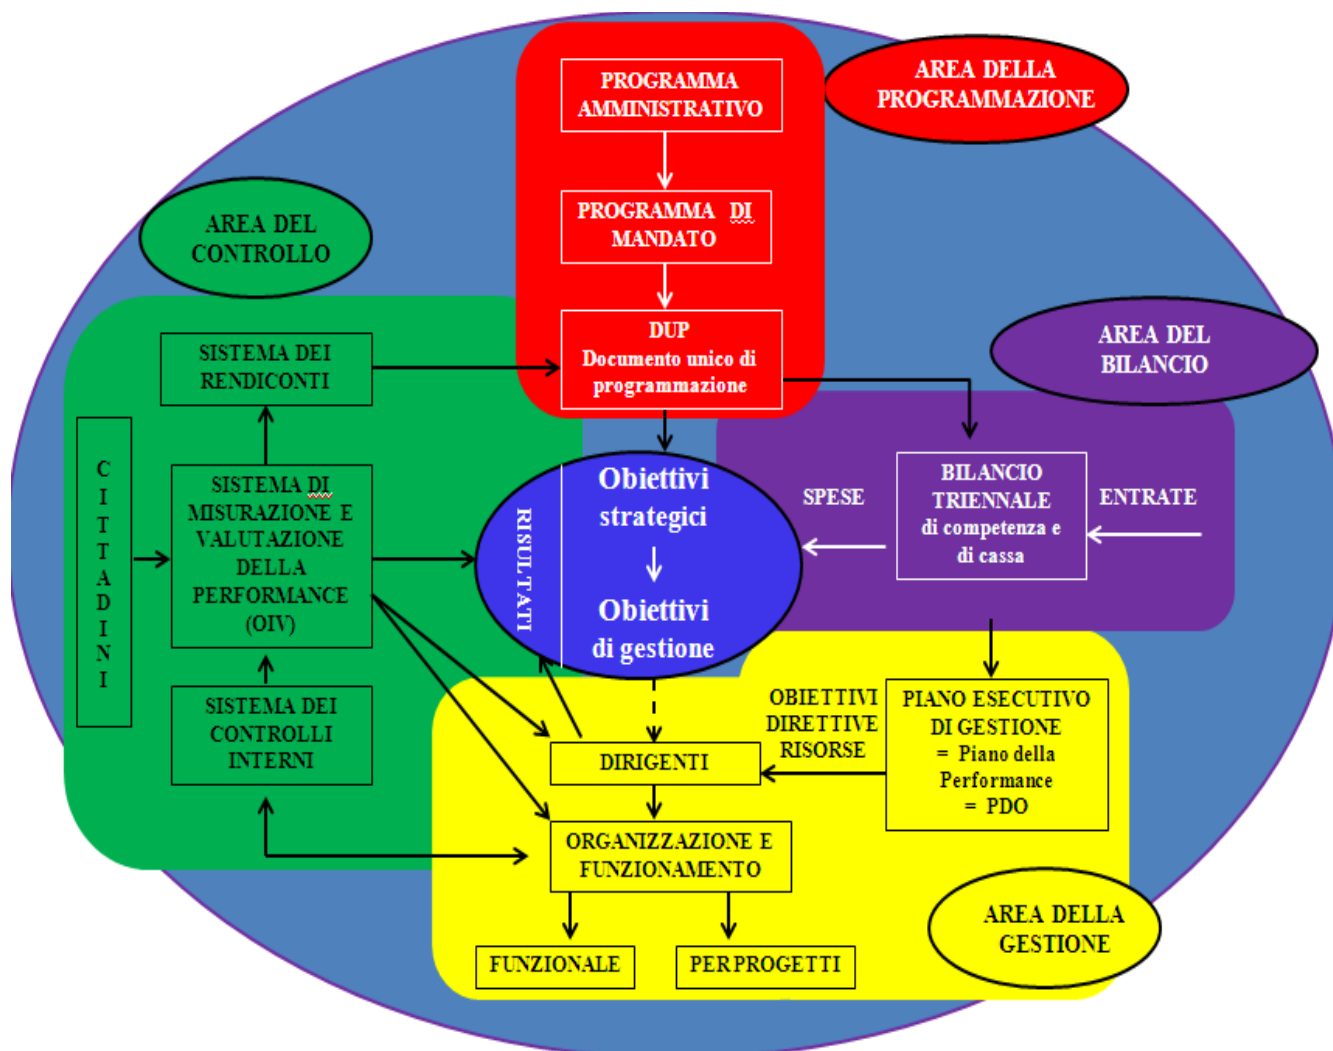 PROGRAMMA
AMMINISTRATIVO
AREA DELLA
PROGRAMMAZIONE
PROGRAMMA DI
MANDATO
AREA DEL
CONTROLLO
DUP
Documento unico di
programmazione
SISTEMA DEI
RENDICONTI
AREA DEL
BILANCIO
CITTADINI
SISTEMA DI
MISURAZIONE E
VALUTAZIONE
DELLA
PERFORMANCE
(OIV)
RISULTATI
Obiettivi
strategici
Obiettivi
di gestione
SPESE
BILANCIO
TRIENNALE
di competenza e
di cassa
ENTRATE
SISTEMA DEI
CONTROLLI
INTERNI
OBIETTIVI
DIRETTIVE
RISORSE
PIANO ESECUTIVO
DI GESTIONE
= Piano della
Performance
= PDO
DIRIGENTI
ORGANIZZAZIONE E
FUNZIONAMENTO
AREA DELLA
GESTIONE
FUNZIONALE
PER PROGETTI